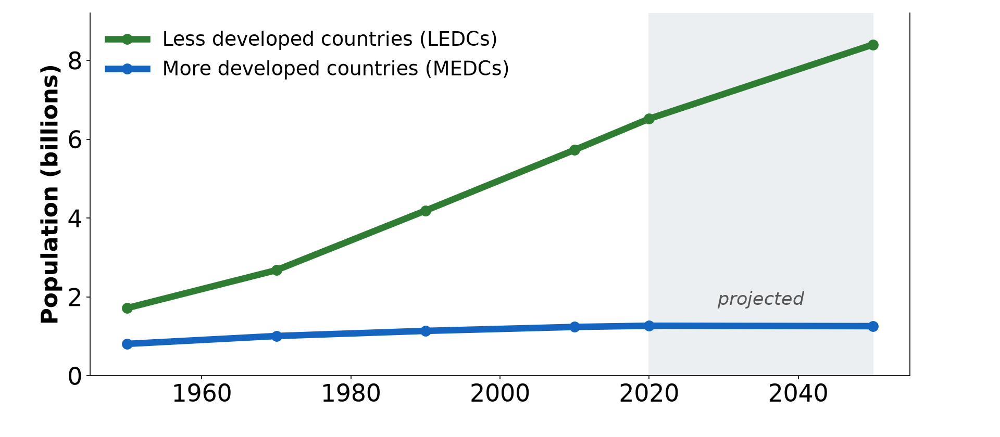 Less developed countries (LEDCs)
More developed countries (MEDCs)
Population (billions)
8
6
4
2
0
projected
1960 1980 2000 2020 2040